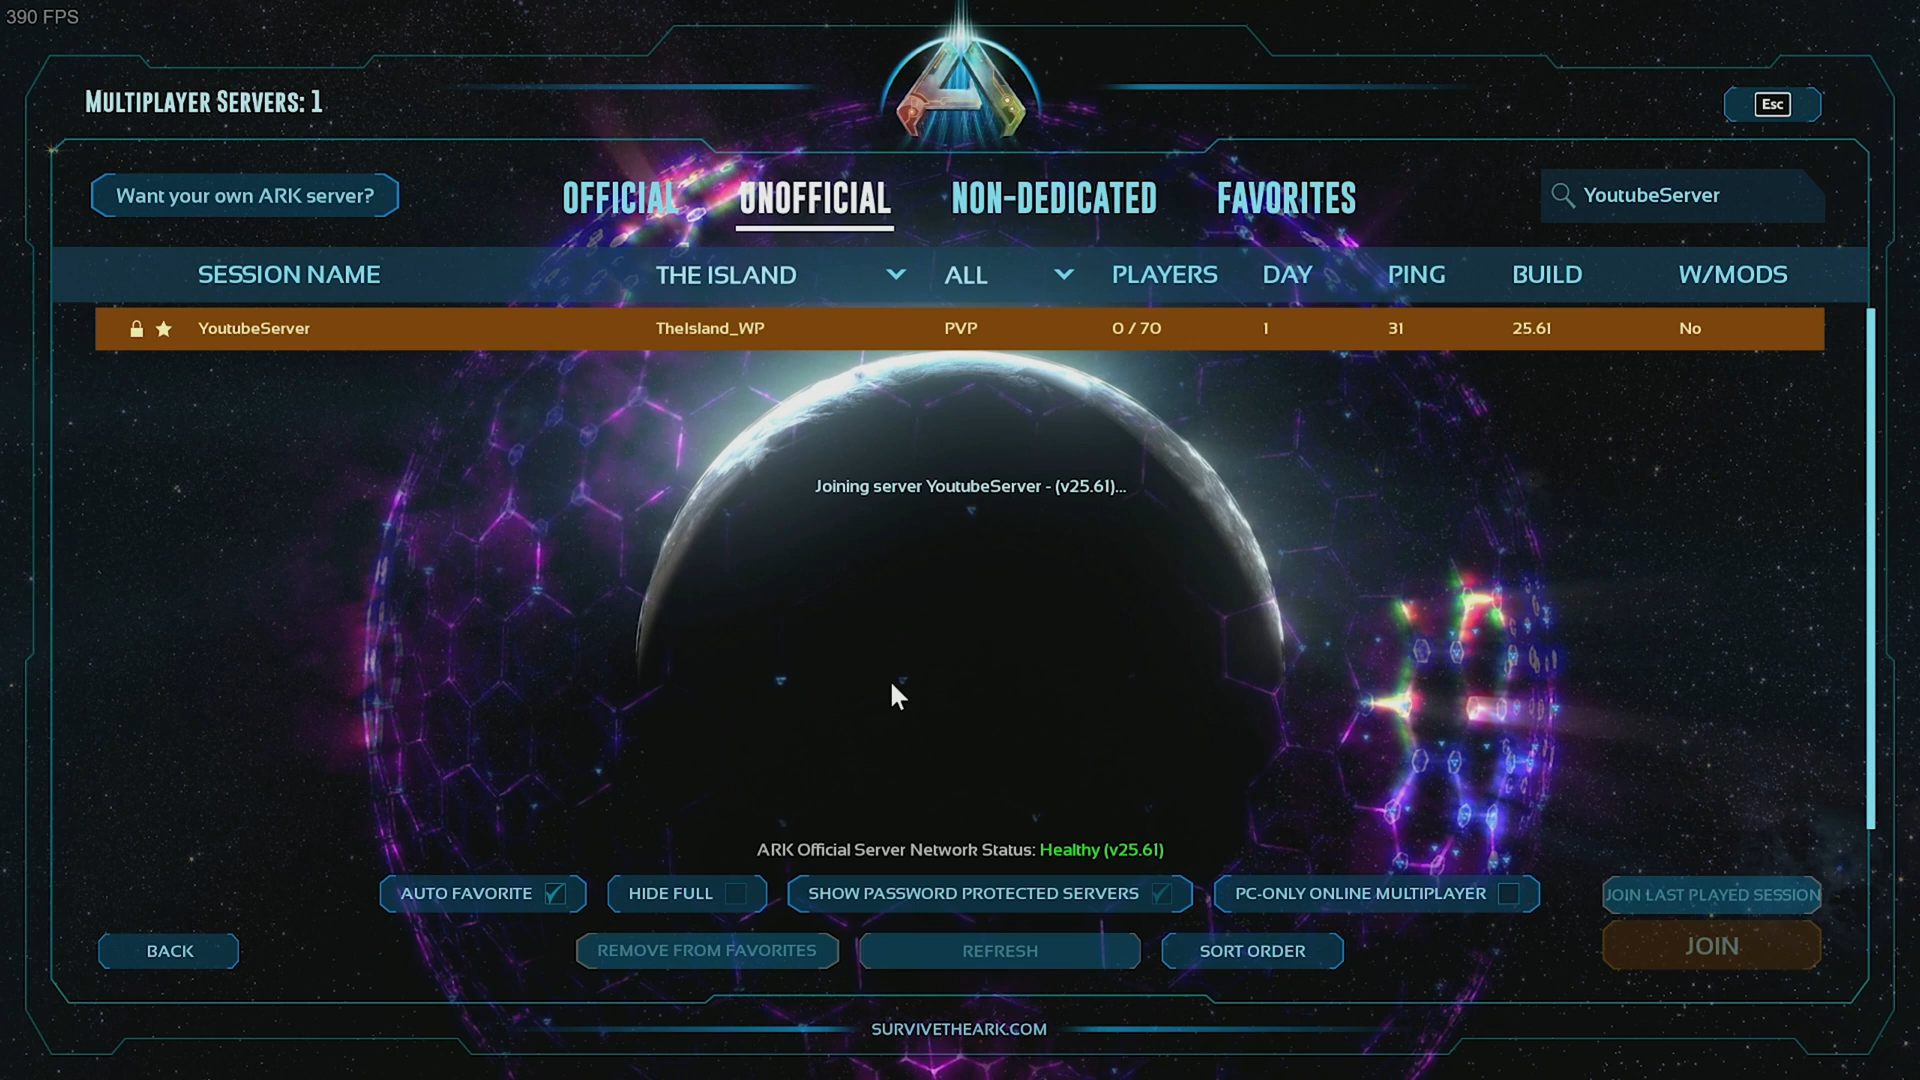 390 FPS
MULTIPLAYER SERVERS: 1
Esc
Want your own ARK server?
OFFICIAL
UNOFFICIAL
NON-DEDICATED
FAVORITES
YoutubeServer
SESSION NAME
THE ISLAND
ALL
PLAYERS
DAY
PING
BUILD
W/MODS
YoutubeServer
TheIsland_WP
PVP
0 / 70
1
31
25.61
No
Joining server YoutubeServer - (v25.61)...
ARK Official Server Network Status: Healthy (v25.61)
AUTO FAVORITE
HIDE FULL
SHOW PASSWORD PROTECTED SERVERS
PC-ONLY ONLINE MULTIPLAYER
JOIN LAST PLAYED SESSION
BACK
REMOVE FROM FAVORITES
REFRESH
SORT ORDER
JOIN
SURVIVETHEARK.COM